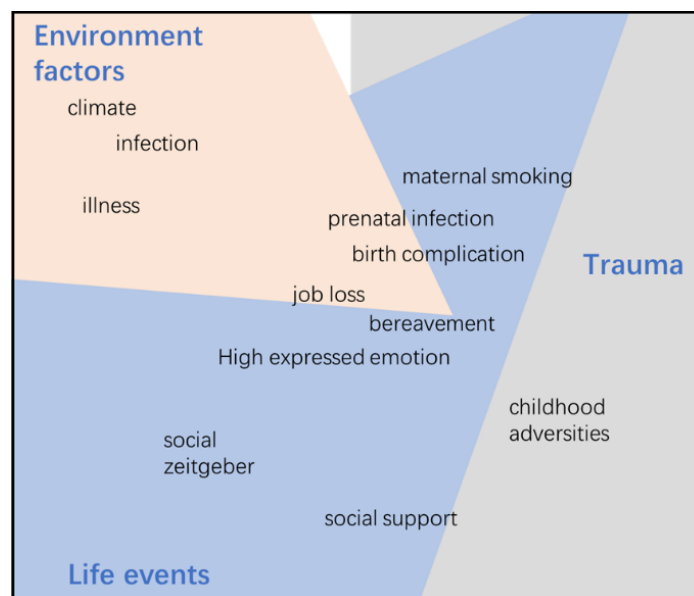 Environment
factors
climate
infection
illness
maternal smoking
prenatal infection
birth complication
Trauma
job loss
bereavement
High expressed emotion
childhood
adversities
social
zeitgeber
social support
Life events